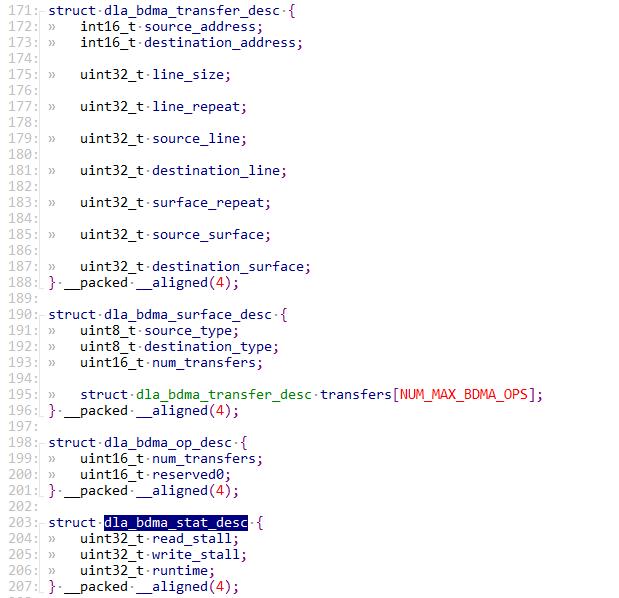 171: struct dla_bdma_transfer_desc {
172: »   int16_t source_address;
173: »   int16_t destination_address;
174:
175: »   uint32_t line_size;
176:
177: »   uint32_t line_repeat;
178:
179: »   uint32_t source_line;
180:
181: »   uint32_t destination_line;
182:
183: »   uint32_t surface_repeat;
184:
185: »   uint32_t source_surface;
186:
187: »   uint32_t destination_surface;
188: } __packed __aligned(4);
189:
190: struct dla_bdma_surface_desc {
191: »   uint8_t source_type;
192: »   uint8_t destination_type;
193: »   uint16_t num_transfers;
194:
195: »   struct dla_bdma_transfer_desc transfers[NUM_MAX_BDMA_OPS];
196: } __packed __aligned(4);
197:
198: struct dla_bdma_op_desc {
199: »   uint16_t num_transfers;
200: »   uint16_t reserved0;
201: } __packed __aligned(4);
202:
203: struct dla_bdma_stat_desc {
204: »   uint32_t read_stall;
205: »   uint32_t write_stall;
206: »   uint32_t runtime;
207: } __packed __aligned(4);